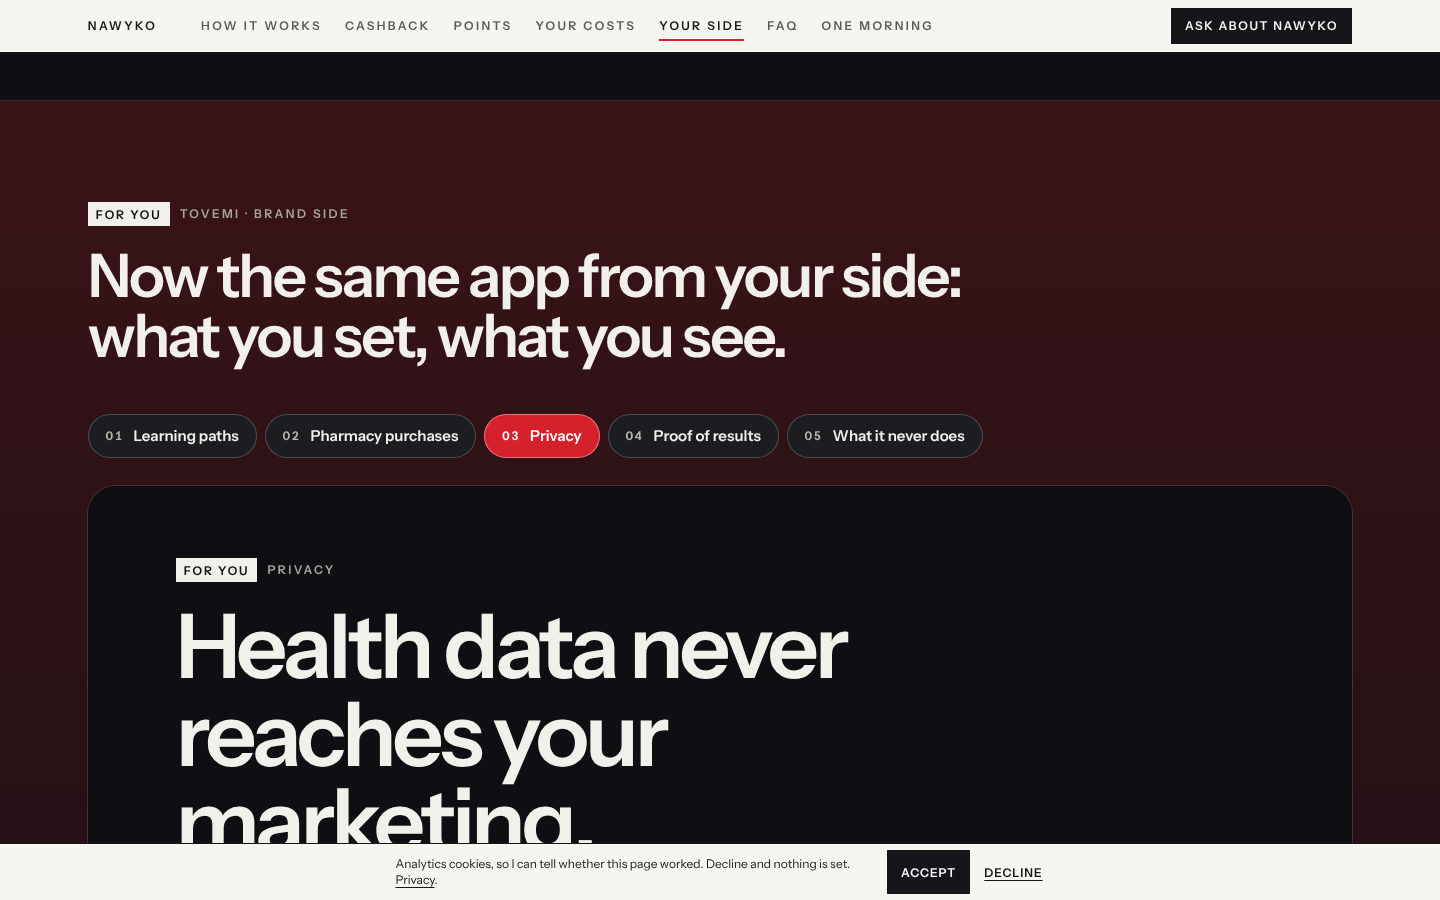 NAWYKO HOW IT WORKS CASHBACK POINTS YOUR COSTS YOUR SIDE FAQ ONE MORNING ASK ABOUT NAWYKO
FOR YOU TOVEMI · BRAND SIDE
Now the same app from your side:
what you set, what you see.
01 Learning paths 02 Pharmacy purchases 03 Privacy 04 Proof of results 05 What it never does
FOR YOU PRIVACY
Health data never
reaches your
marketing.
Analytics cookies, so I can tell whether this page worked. Decline and nothing is set.
Privacy.
ACCEPT DECLINE